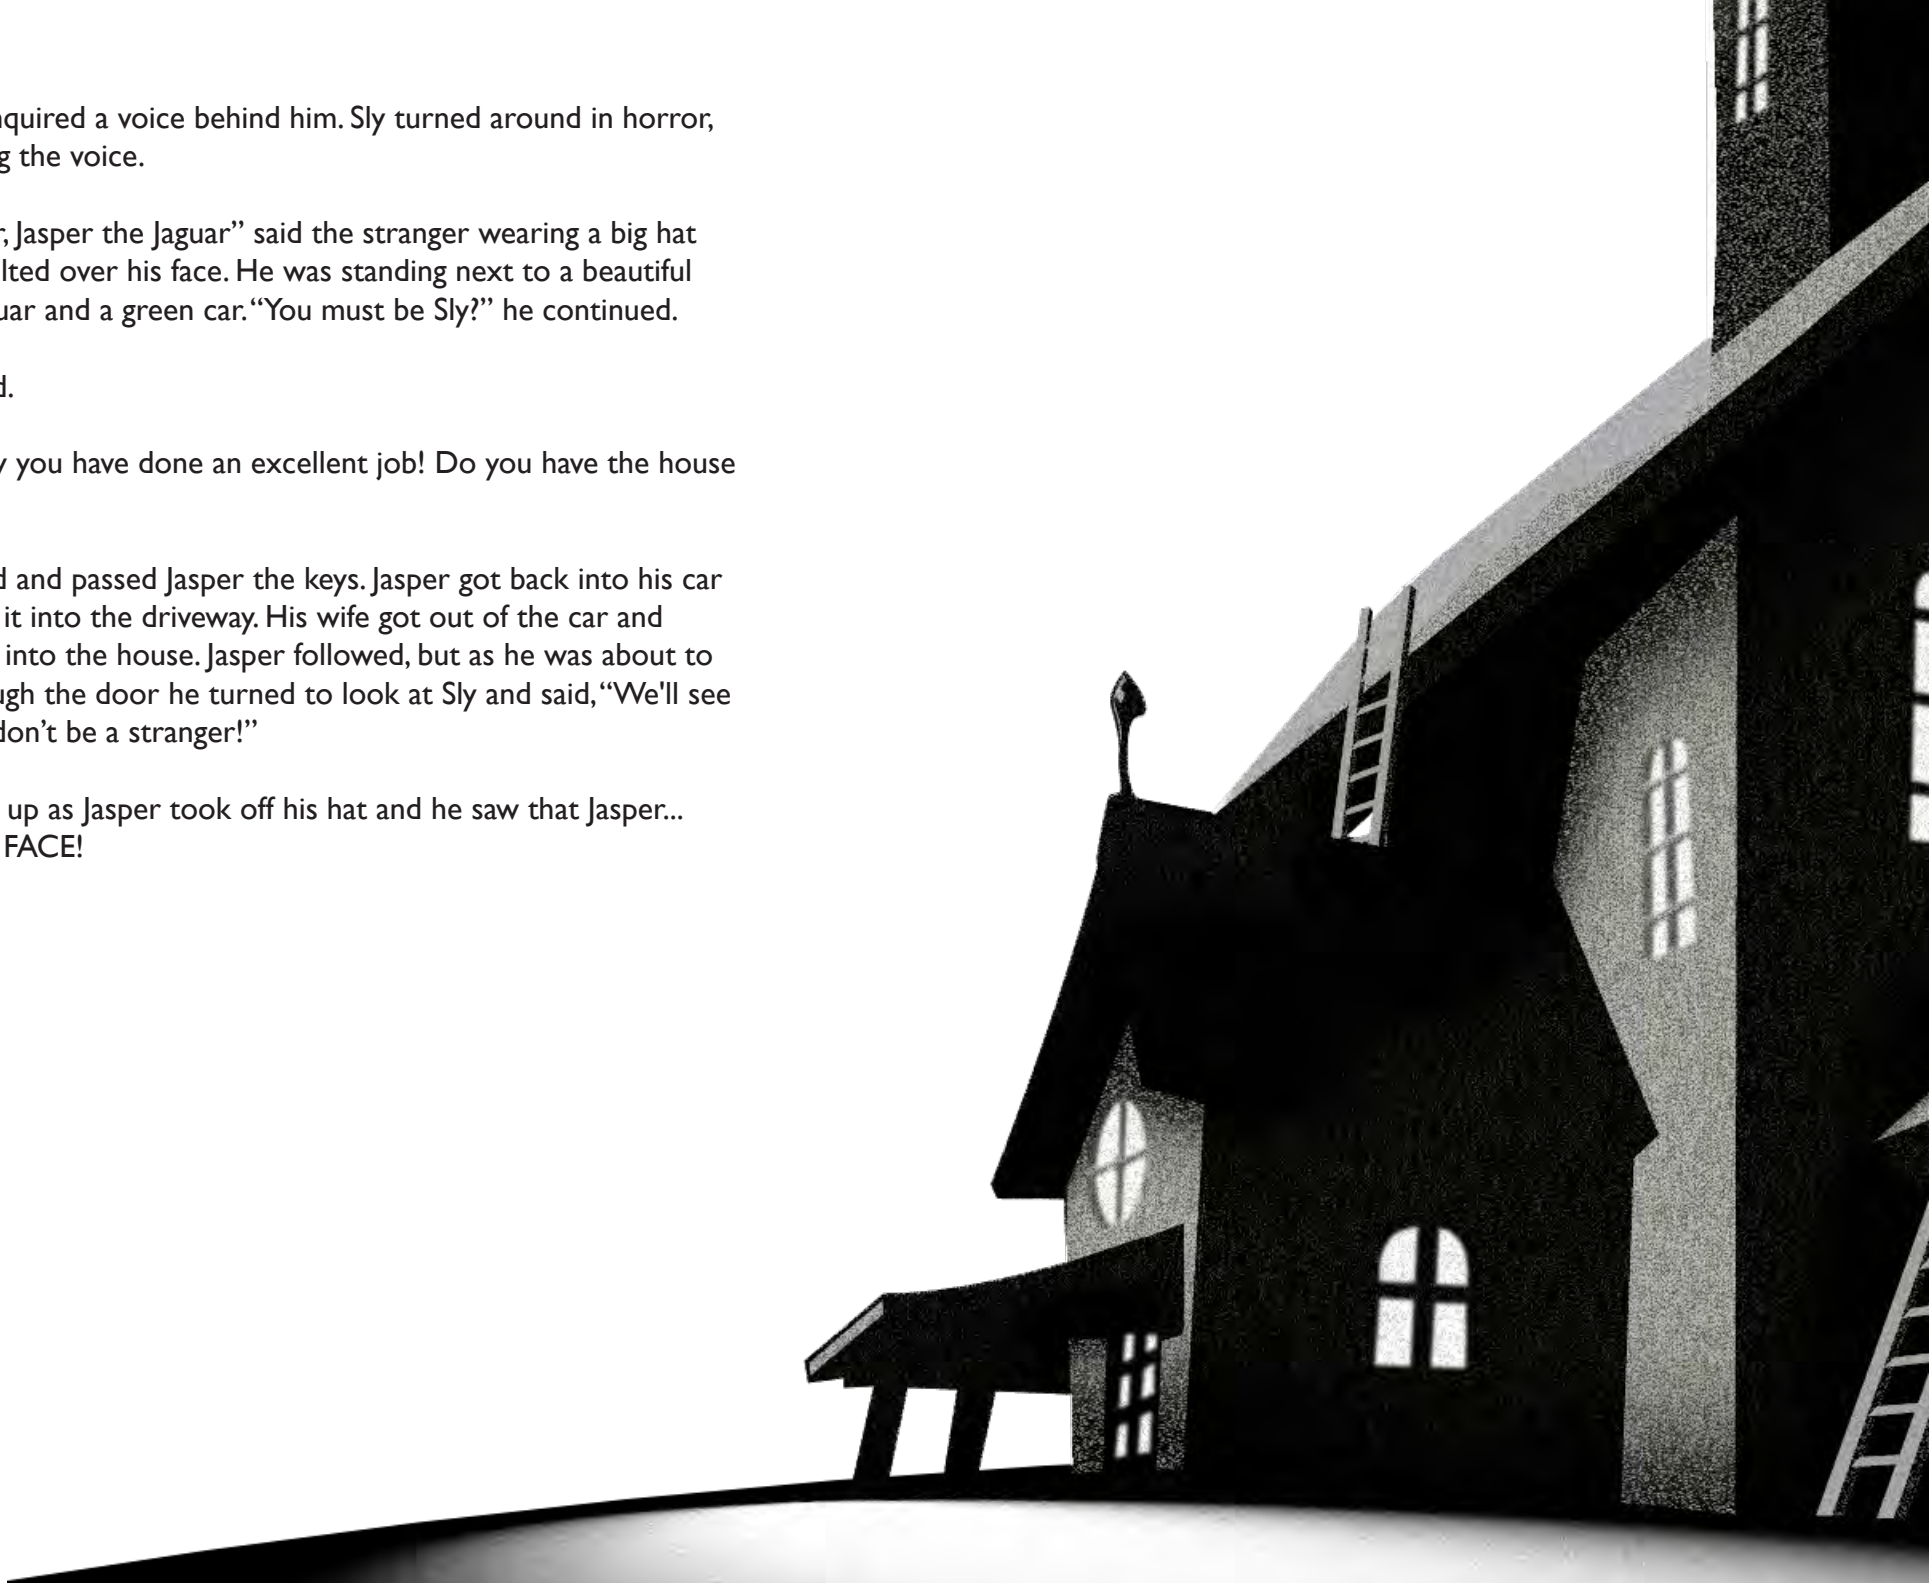 nquired a voice behind him. Sly turned around in horror,
g the voice.
r, Jasper the Jaguar” said the stranger wearing a big hat
lted over his face. He was standing next to a beautiful
uar and a green car. “You must be Sly?” he continued.
d.
y you have done an excellent job! Do you have the house
d and passed Jasper the keys. Jasper got back into his car
it into the driveway. His wife got out of the car and
into the house. Jasper followed, but as he was about to
ugh the door he turned to look at Sly and said, “We'll see
don’t be a stranger!”
up as Jasper took off his hat and he saw that Jasper...
FACE!